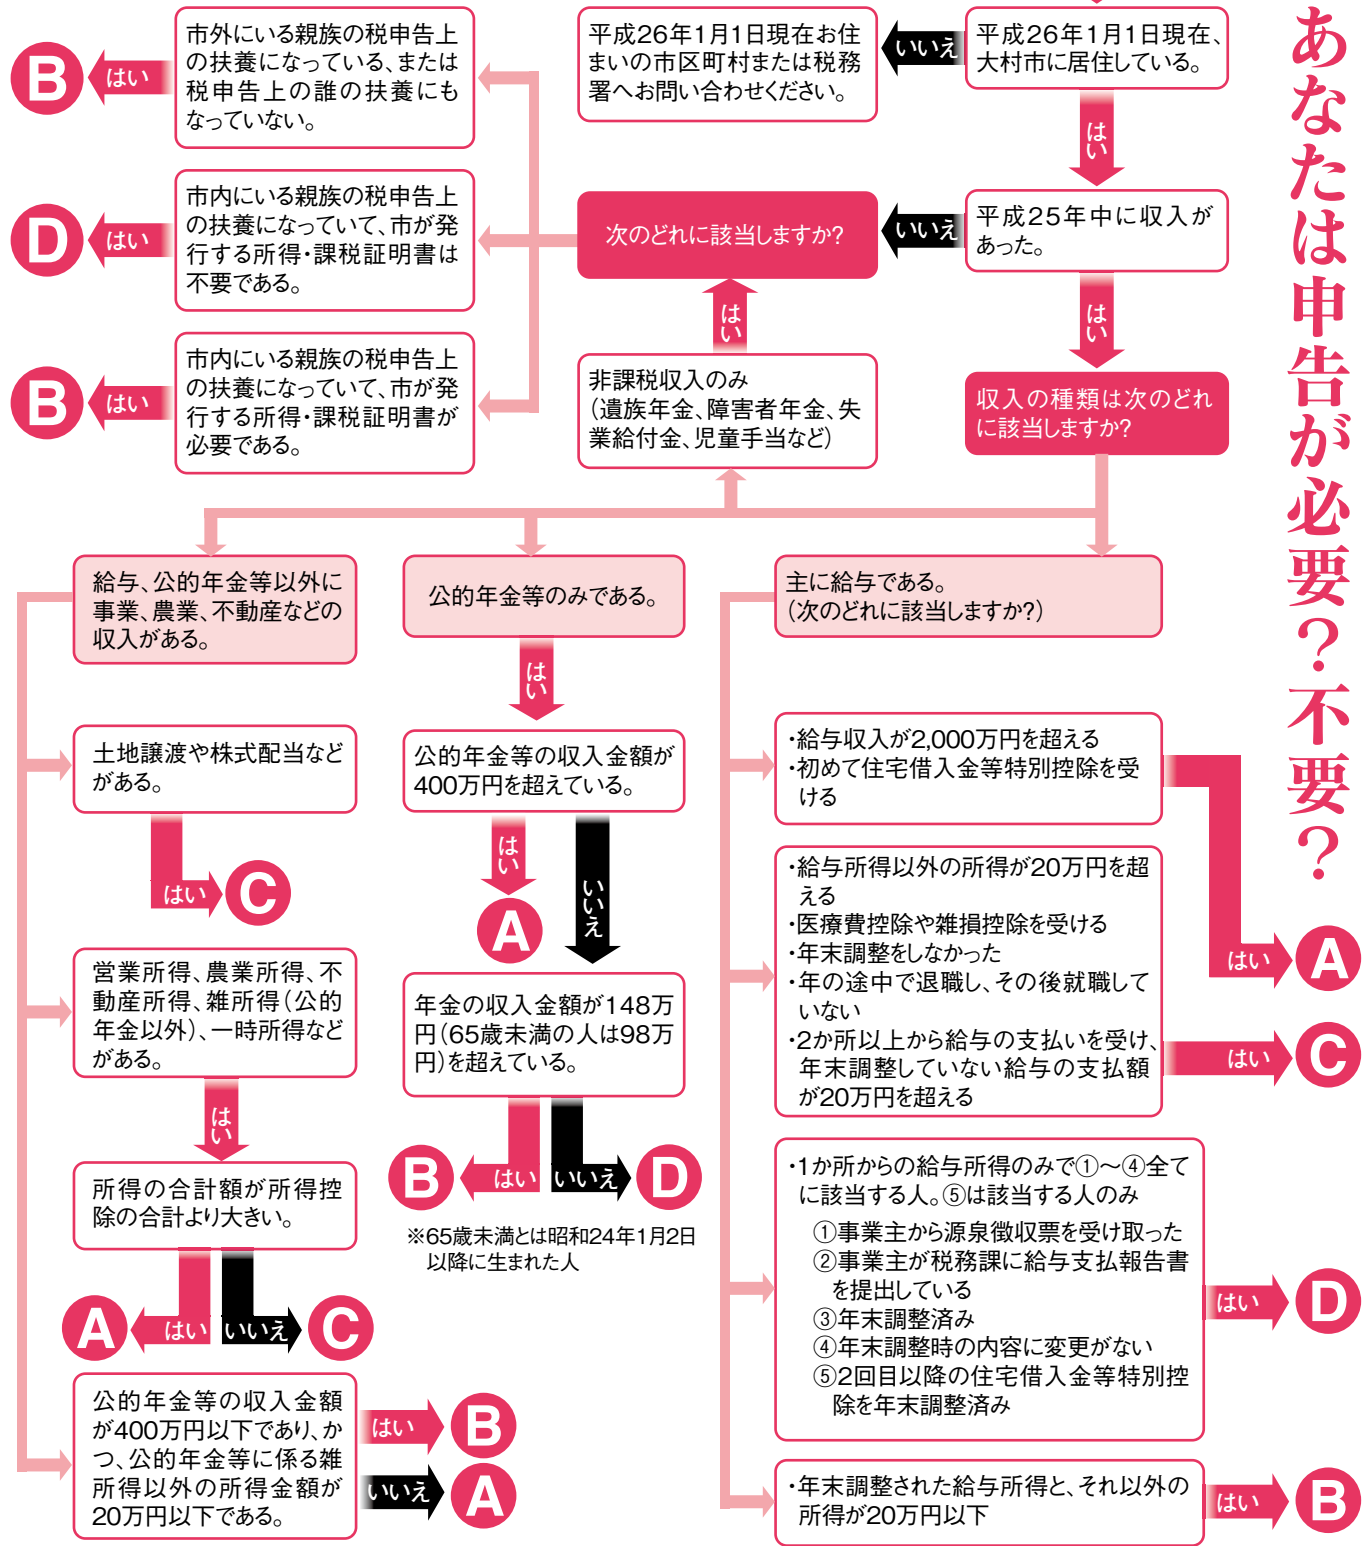 あなたは申告が必要？不要？
平成26年1月1日現在、
大村市に居住している。
いいえ
平成26年1月1日現在お住
まいの市区町村または税務
署へお問い合わせください。
はい
平成25年中に収入が
あった。
いいえ
次のどれに該当しますか？
市外にいる親族の税申告上
の扶養になっている、または
税申告上の誰の扶養にも
なっていない。
はい
B
市内にいる親族の税申告上
の扶養になっていて、市が発
行する所得・課税証明書は
不要である。
はい
D
市内にいる親族の税申告上
の扶養になっていて、市が発
行する所得・課税証明書が
必要である。
はい
B
はい
収入の種類は次のどれ
に該当しますか？
はい
非課税収入のみ
（遺族年金、障害者年金、失
業給付金、児童手当など）
給与、公的年金等以外に
事業、農業、不動産などの
収入がある。
土地譲渡や株式配当など
がある。
はい
C
営業所得、農業所得、不
動産所得、雑所得（公的
年金以外）、一時所得など
がある。
はい
所得の合計額が所得控
除の合計より大きい。
A
はい
いいえ
C
公的年金等の収入金額
が400万円以下であり、か
つ、公的年金等に係る雑
所得以外の所得金額が
20万円以下である。
はい
B
いいえ
A
公的年金等のみである。
はい
公的年金等の収入金額が
400万円を超えている。
はい
A
いいえ
年金の収入金額が148万
円（65歳未満の人は98万
円）を超えている。
B
はい
いいえ
D
※65歳未満とは昭和24年1月2日
以降に生まれた人
主に給与である。
（次のどれに該当しますか？）
・給与収入が2,000万円を超える
・初めて住宅借入金等特別控除を受
ける
はい
A
・給与所得以外の所得が20万円を超
える
・医療費控除や雑損控除を受ける
・年末調整をしなかった
・年の途中で退職し、その後就職して
いない
・2か所以上から給与の支払いを受け、
年末調整していない給与の支払額
が20万円を超える
はい
C
・1か所からの給与所得のみで①～④全て
に該当する人。⑤は該当する人のみ
①事業主から源泉徴収票を受け取った
②事業主が税務課に給与支払報告書
を提出している
③年末調整済み
④年末調整時の内容に変更がない
⑤2回目以降の住宅借入金等特別控
除を年末調整済み
はい
D
・年末調整された給与所得と、それ以外の
所得が20万円以下
はい
B